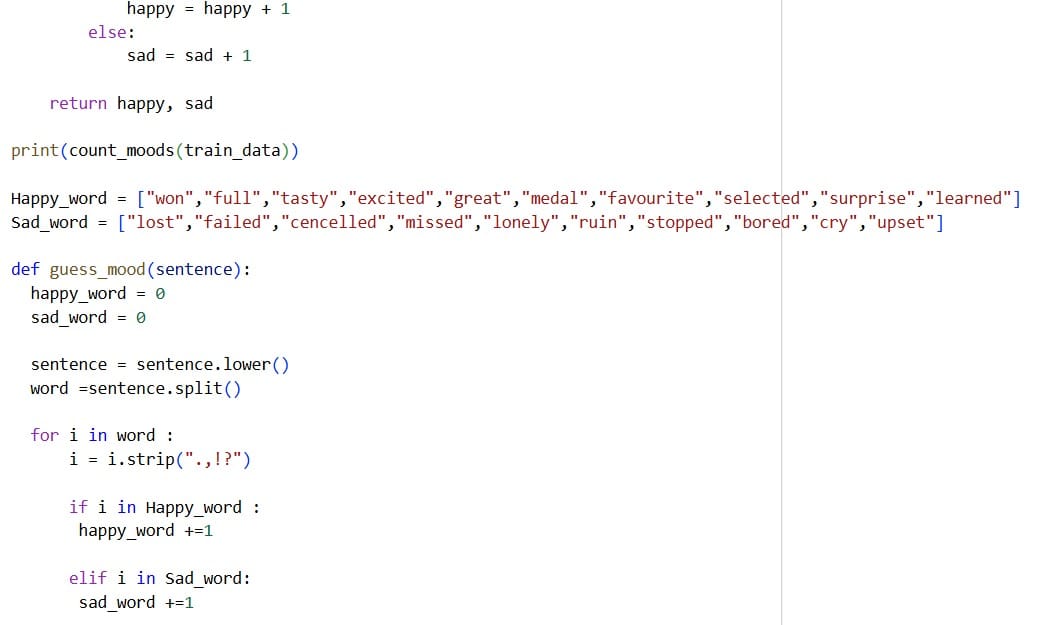 happy = happy + 1
else:
sad = sad + 1
return happy, sad
print(count_moods(train_data))
Happy_word = ["won","full","tasty","excited","great","medal","favourite","selected","surprise","learned"]
Sad_word = ["lost","failed","cencelled","missed","lonely","ruin","stopped","bored","cry","upset"]
def guess_mood(sentence):
happy_word = 0
sad_word = 0
sentence = sentence.lower()
word =sentence.split()
for i in word :
i = i.strip(".,!?")
if i in Happy_word :
happy_word +=1
elif i in Sad_word:
sad_word +=1